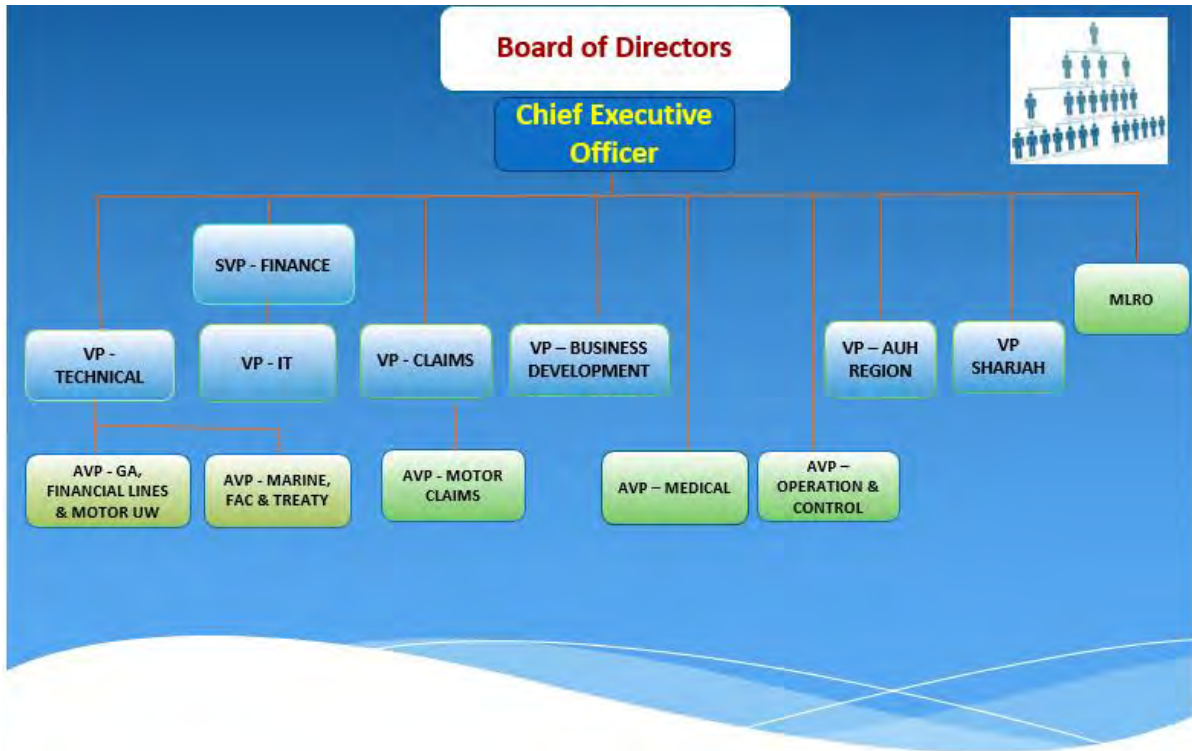 Board of Directors
Chief Executive
Officer
SVP - FINANCE
MLRO
VP -
TECHNICAL
VP - IT
VP - CLAIMS
VP – BUSINESS
DEVELOPMENT
VP – AUH
REGION
VP
SHARJAH
AVP - GA,
FINANCIAL LINES
& MOTOR UW
AVP - MARINE,
FAC & TREATY
AVP - MOTOR
CLAIMS
AVP – MEDICAL
AVP –
OPERATION &
CONTROL